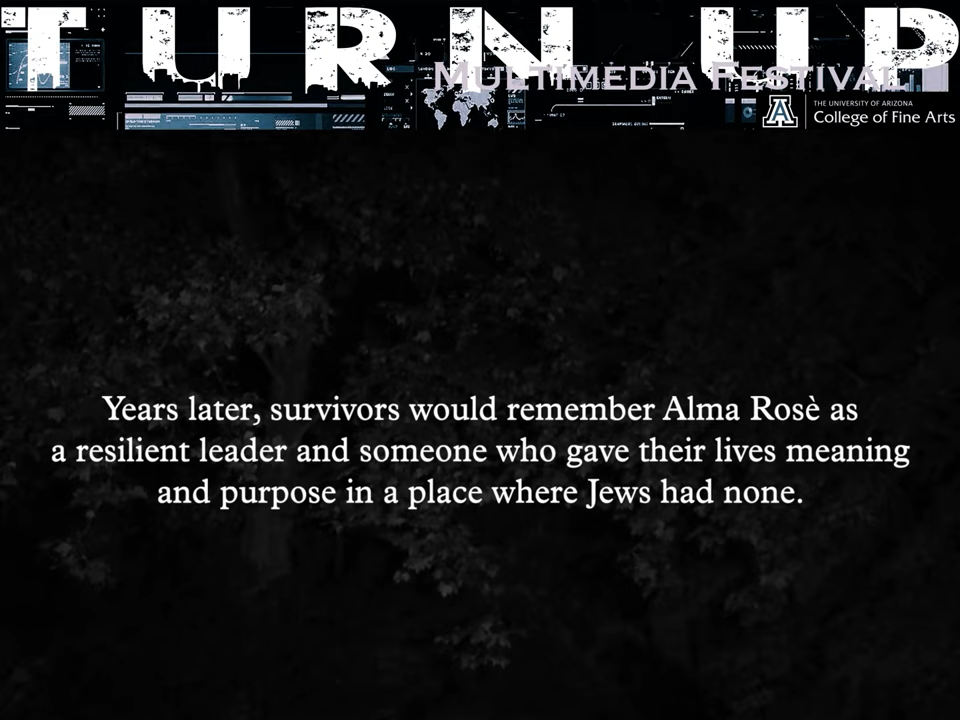 TURN UP
MULTIMEDIA FESTIVAL
THE UNIVERSITY OF ARIZONA
College of Fine Arts
Years later, survivors would remember Alma Rosè as
a resilient leader and someone who gave their lives meaning
and purpose in a place where Jews had none.